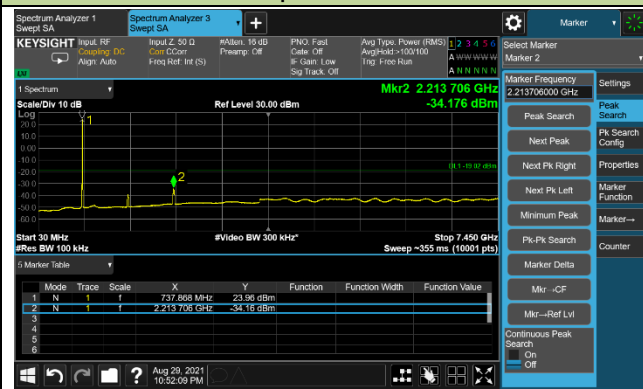 Spectrum Analyzer 1
Swept SA
Spectrum Analyzer 3
Swept SA
Marker
KEYSIGHT
Input: RF
Coupling: DC
Align: Auto
Input Z: 50 Ω
Corr CCorr
Freq Ref: Int (S)
#Atten: 16 dB
Preamp: Off
PNO: Fast
Gate: Off
IF Gain: Low
Sig Track: Off
Avg Type: Power (RMS)
Avg|Hold:>100/100
Trig: Free Run
1 2 3 4 5 6
A WW WW W
A N N N N N
LXI
Select Marker
Marker 2
1 Spectrum
Mkr2 2.213 706 GHz
Scale/Div 10 dB
Ref Level 30.00 dBm
-34.176 dBm
Log
20.0
10.0
0.00
-10.0
-20.0
-30.0
-40.0
-50.0
-60.0
1
2
Start 30 MHz
#Video BW 300 kHz*
Stop 7.450 GHz
#Res BW 100 kHz
Sweep ~355 ms (10001 pts)
5 Marker Table
Mode Trace Scale X Y Function Function Width Function Value
1 N 1 f 737.868 MHz 23.96 dBm
2 N 1 f 2.213 706 GHz -34.16 dBm
3
4
5
6
Marker Frequency
2.213706000 GHz
Peak Search
Next Peak
Next Pk Right
Next Pk Left
Minimum Peak
Pk-Pk Search
Marker Delta
Mkr→CF
Mkr→Ref Lvl
Continuous Peak
Search
On
Off
Settings
Peak
Search
Pk Search
Config
Properties
Marker
Function
Marker→
Counter
Aug 29, 2021
10:52:09 PM